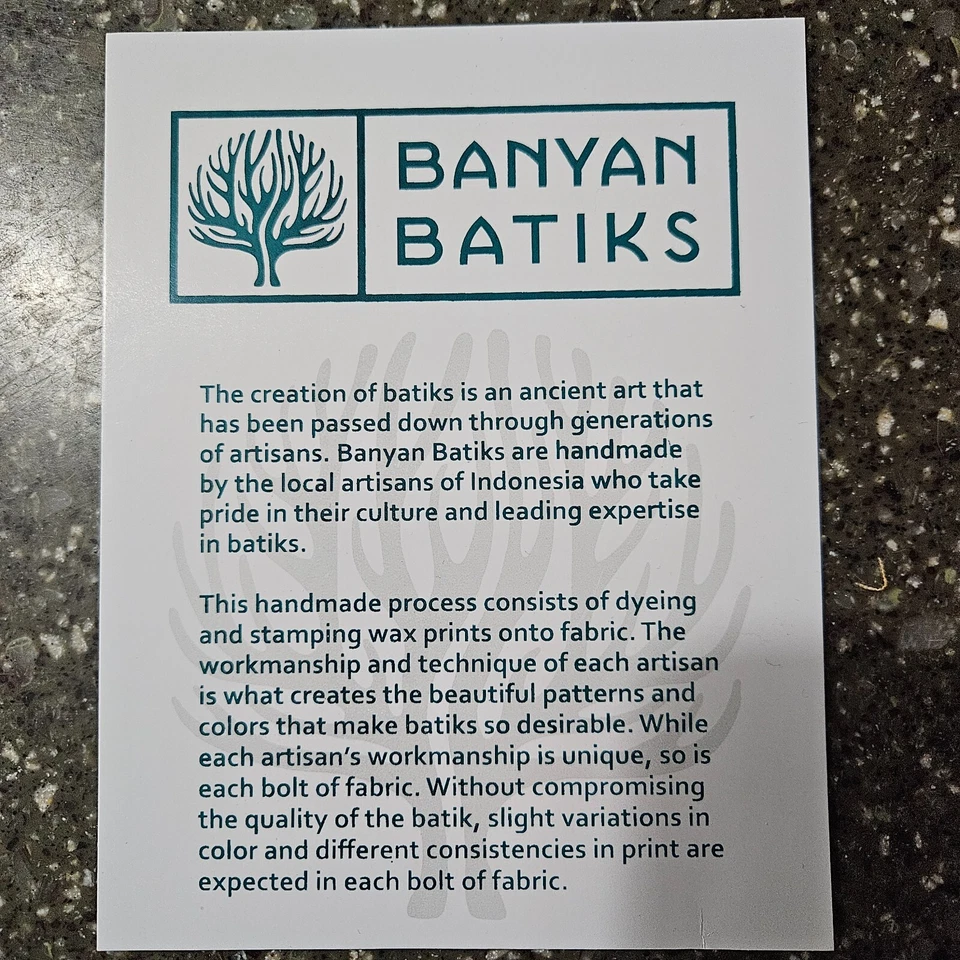 BANYAN
BATIKS
The creation of batiks is an ancient art that
has been passed down through generations
of artisans. Banyan Batiks are handmade
by the local artisans of Indonesia who take
pride in their culture and leading expertise
in batiks.
This handmade process consists of dyeing
and stamping wax prints onto fabric. The
workmanship and technique of each artisan
is what creates the beautiful patterns and
colors that make batiks so desirable. While
each artisan's workmanship is unique, so is
each bolt of fabric. Without compromising
the quality of the batik, slight variations in
color and different consistencies in print are
expected in each bolt of fabric.